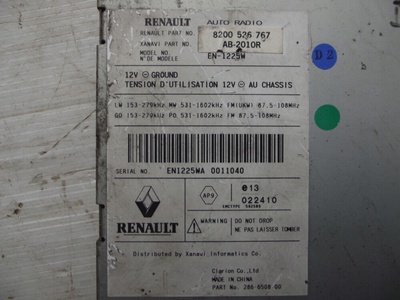 RENAULT AUTO RADIO
RENAULT PART NO. 8200 526 767
XANAVI PART NO. AB-2010R
MODEL NO. EN-1225W
N°DE MODELE
12V ⊖ GROUND
TENSION D'UTILISATION 12V ⊖ AU CHASSIS
LW 153-279kHz MW 531-1602kHz FM(UKW) 87.5-108MHz
GO 153-279kHz PO 531-1602kHz FM 87.5-108MHz
SERIAL NO. EN1225WA 0011040
RENAULT
AP0
e13
022410
EMCTYPE
WARNING DO NOT DROP
NE PAS LAISSER TOMBER
Distributed by Xanavi Informatics Co.
Clarion Co.,Ltd
MADE IN CHINA
PART No. 286-6508-60
D2